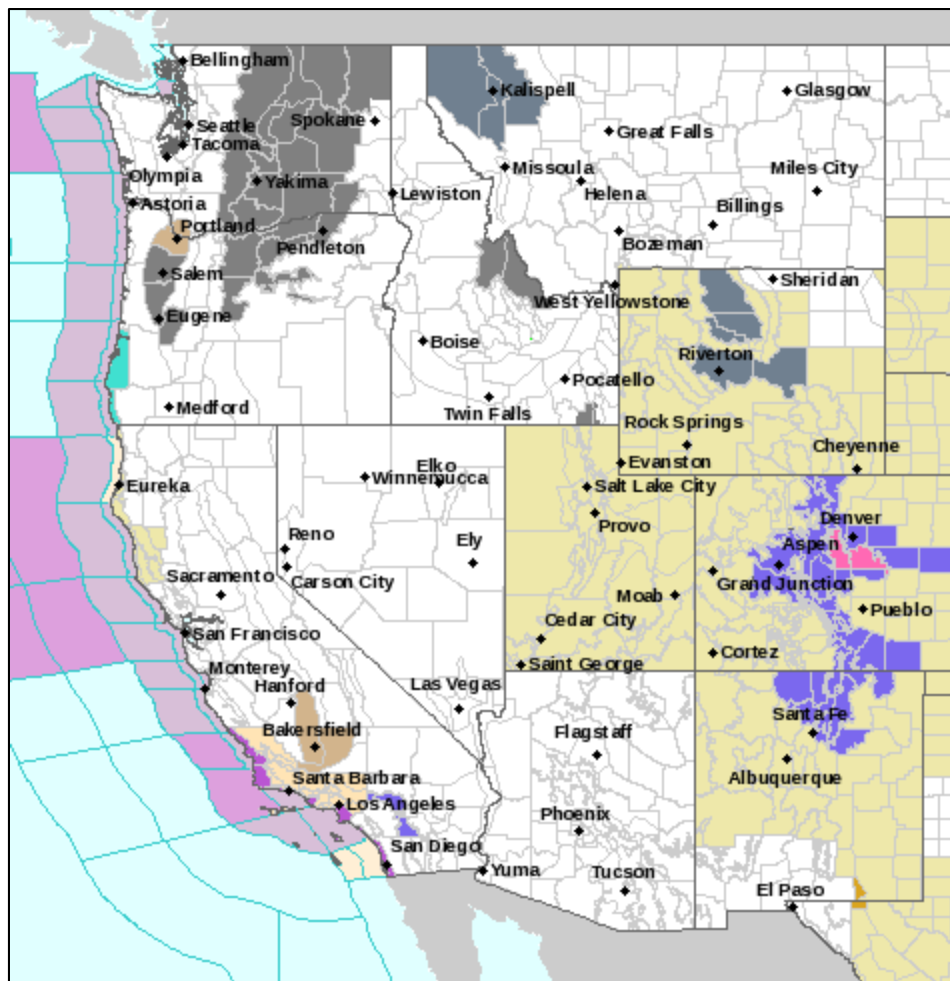 Bellingham
Kalispell
Glasgow
Seattle
Spokane
Great Falls
Tacoma
Olympia
Missoula
Miles City
Yakima
Lewiston
Helena
Astoria
Billings
Portland
Pendleton
Bozeman
Salem
Sheridan
West Yellowstone
Eugene
Boise
Riverton
Pocatello
Medford
Twin Falls
Rock Springs
Cheyenne
Elko
Evanston
Winnemucca
Eureka
Salt Lake City
Provo
Denver
Reno
Ely
Aspen
Sacramento
Carson City
Grand Junction
Moab
Pueblo
Cedar City
San Francisco
Cortez
Saint George
Monterey
Hanford
Las Vegas
Santa Fe
Bakersfield
Flagstaff
Santa Barbara
Albuquerque
Los Angeles
Phoenix
San Diego
Yuma
Tucson
El Paso